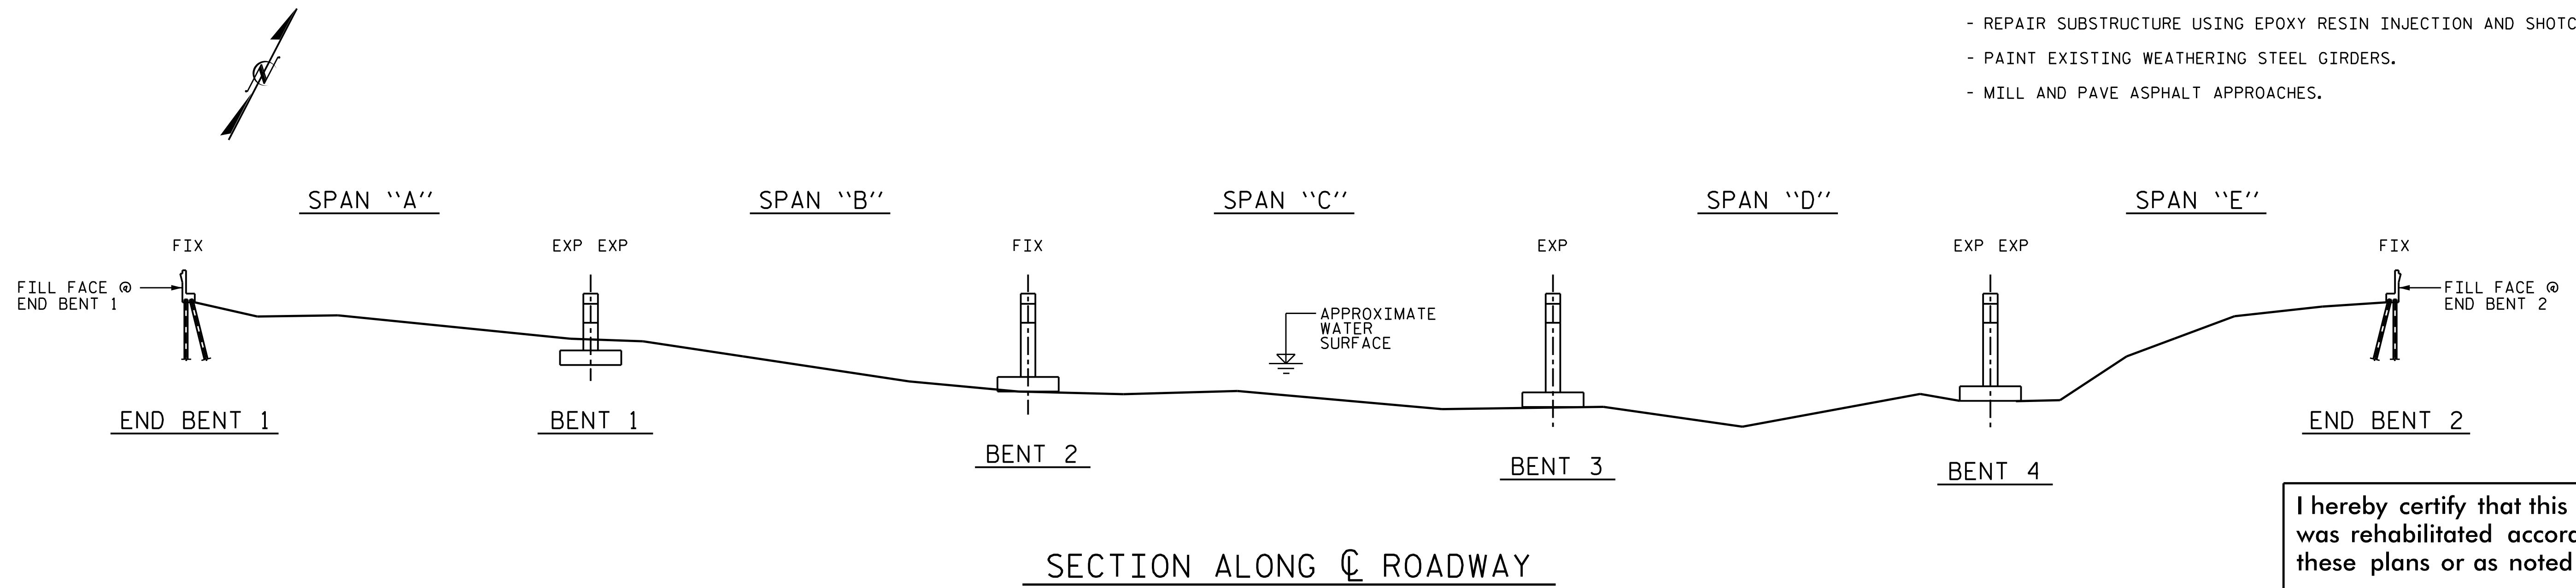 - REPAIR SUBSTRUCTURE USING EPOXY RESIN INJECTION AND SHOTC
- PAINT EXISTING WEATHERING STEEL GIRDERS.
- MILL AND PAVE ASPHALT APPROACHES.
N
SPAN ``A''
SPAN ``B''
SPAN ``C''
SPAN ``D''
SPAN ``E''
FIX
EXP EXP
FIX
EXP
EXP EXP
FIX
FILL FACE @
END BENT 1
APPROXIMATE
WATER
SURFACE
FILL FACE @
END BENT 2
END BENT 1
BENT 1
BENT 2
BENT 3
BENT 4
END BENT 2
I hereby certify that this
was rehabilitated accord
these plans or as noted
SECTION ALONG ℄ ROADWAY